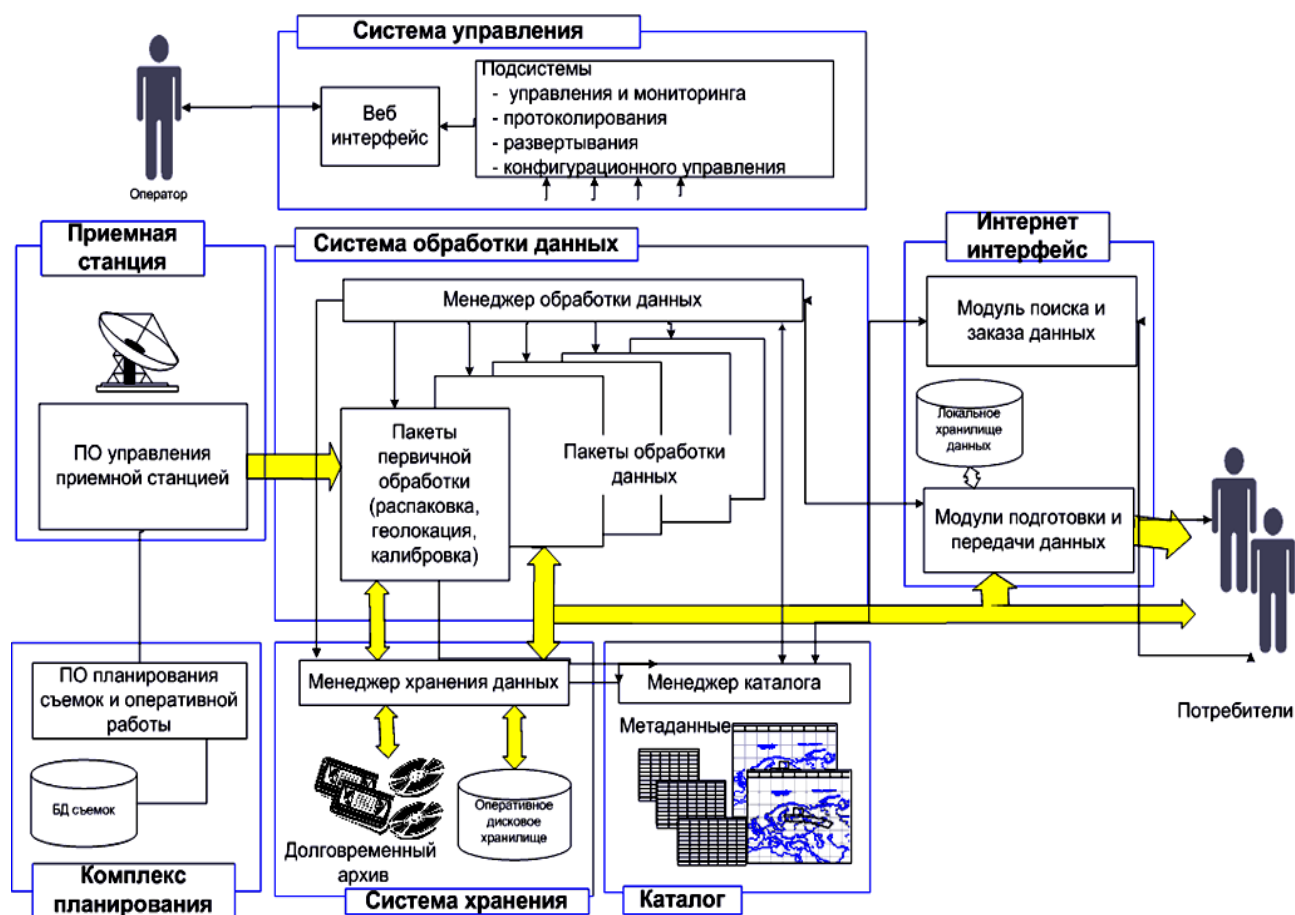 Система управления
Подсистемы
- управления и мониторинга
- протоколирования
- развертывания
- конфигурационного управления
Веб
интерфейс
Оператор
Приемная
станция
ПО управления
приемной станцией
Система обработки данных
Менеджер обработки данных
Пакеты
первичной
обработки
(распаковка,
геолокация,
калибровка)
Пакеты обработки
данных
Интернет
интерфейс
Модуль поиска и
заказа данных
Локальное
хранилище
данных
Модули подготовки и
передачи данных
Потребители
ПО планирования
съемок и оперативной
работы
БД съемок
Комплекс
планирования
Менеджер хранения данных
Долговременный
архив
Оперативное
дисковое
хранилище
Система хранения
Менеджер каталога
Метаданные
Каталог